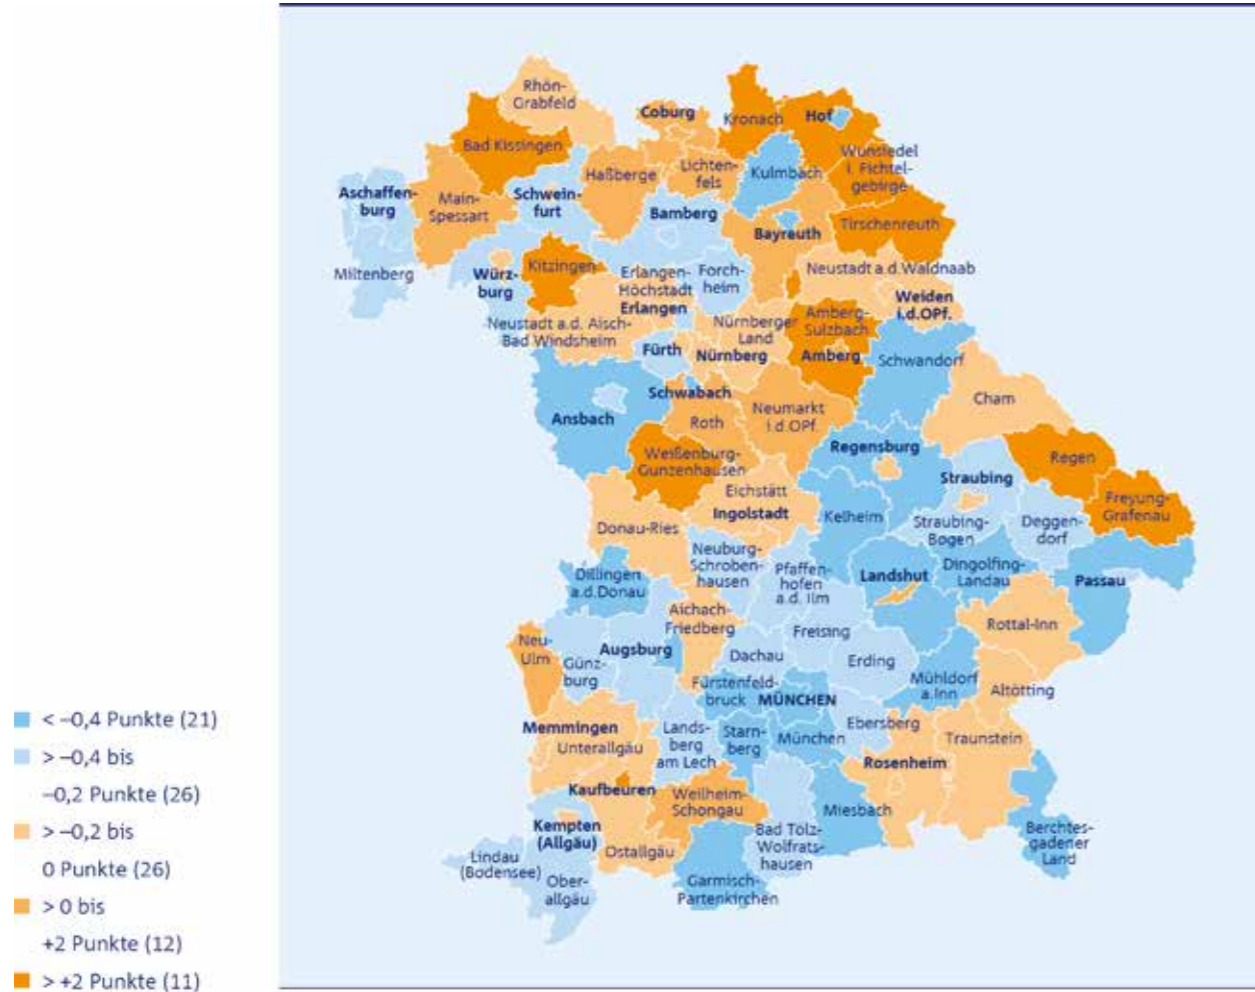 Rhön-
Grabfeld
Coburg
Kronach
Hof
Bad Kissingen
Wunsiedel
i. Fichtel-
gebirge
Haßberge
Lichten-
fels
Kulmbach
Aschaffen-
burg
Main-
Spessart
Schwein-
furt
Bamberg
Bayreuth
Tirschenreuth
Miltenberg
Würz-
burg
Kitzingen
Erlangen-
Höchstadt
Erlangen
Forch-
heim
Neustadt a.d.Waldnaab
Weiden
i.d.OPf.
Neustadt a.d. Aisch-
Bad Windsheim
Nürnberger
Land
Amberg-
Sulzbach
Fürth
Nürnberg
Amberg
Schwandorf
Schwabach
Cham
Ansbach
Roth
Neumarkt
i.d.OPf.
Regensburg
Weißenburg-
Gunzenhausen
Regen
Straubing
Eichstätt
Ingolstadt
Freyung-
Grafenau
Donau-Ries
Kelheim
Straubing-
Bogen
Deggen-
dorf
Neuburg-
Schroben-
hausen
Pfaffen-
hofen
a.d. Ilm
Landshut
Dingolfing-
Landau
Passau
Dillingen
a.d.Donau
Aichach-
Friedberg
Rottal-Inn
Neu-
Ulm
Günz-
burg
Augsburg
Dachau
Freising
Erding
Mühldorf
a.Inn
Altötting
Fürstenfeld-
bruck
MÜNCHEN
< –0,4 Punkte (21)
Memmingen
Unterallgäu
Lands-
berg
am Lech
Starn-
berg
München
Ebersberg
Traunstein
> –0,4 bis
–0,2 Punkte (26)
Rosenheim
Kaufbeuren
Weilheim-
Schongau
Miesbach
> –0,2 bis
0 Punkte (26)
Kempten
(Allgäu)
Ostallgäu
Bad Tölz-
Wolfrats-
hausen
Berchtes-
gadener
Land
Lindau
(Bodensee)
Ober-
allgäu
Garmisch-
Partenkirchen
> 0 bis
+2 Punkte (12)
> +2 Punkte (11)